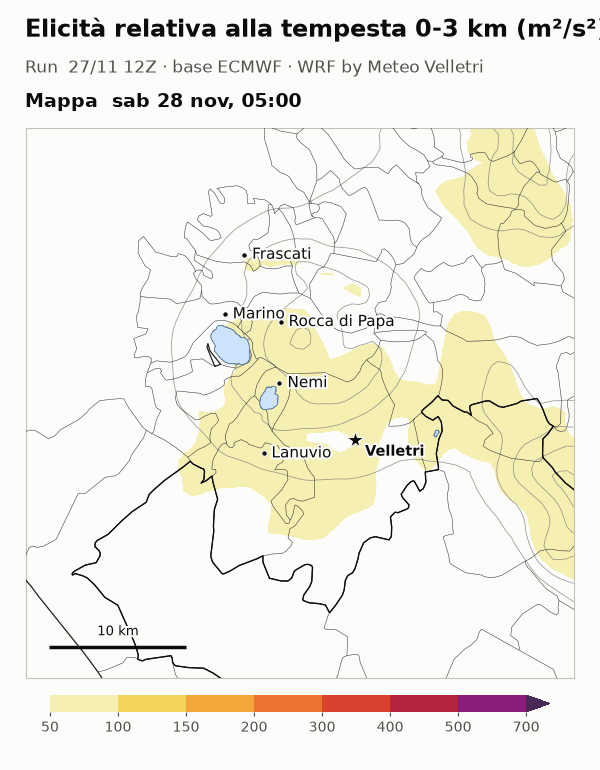 Elicità relativa alla tempesta 0-3 km (m²/s²)
Run  27/11 12Z · base ECMWF · WRF by Meteo Velletri
Mappa  sab 28 nov, 05:00
Frascati
Marino
Rocca di Papa
Nemi
Lanuvio
Velletri
10 km
50 100 150 200 300 400 500 700